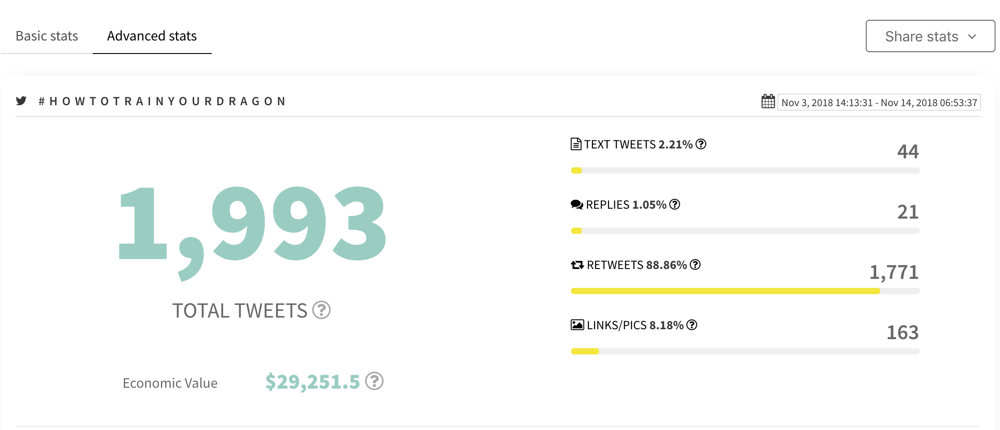 Basic stats
Advanced stats
Share stats
#HOWTOTRAINYOURDRAGON
Nov 3, 2018 14:13:31 - Nov 14, 2018 06:53:37
1,993
TOTAL TWEETS ?
Economic Value $29,251.5 ?
TEXT TWEETS 2.21% ?
44
REPLIES 1.05% ?
21
RETWEETS 88.86% ?
1,771
LINKS/PICS 8.18% ?
163